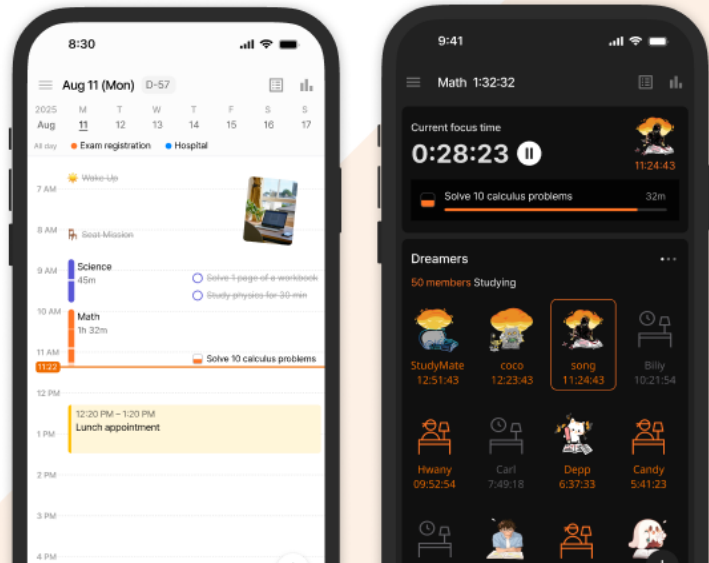 8:30
Aug 11 (Mon) D-57
2025 M T W T F S S
Aug 11 12 13 14 15 16 17
All day Exam registration Hospital
Wake Up
7 AM
8 AM
Seat Mission
9 AM
Science
45m
Solve 1 page of a workbook
Study physics for 30 min
10 AM
Math
1h 32m
11 AM
Solve 10 calculus problems
11:22
12 PM
12:20 PM – 1:20 PM
Lunch appointment
1 PM
2 PM
3 PM
4 PM
9:41
Math 1:32:32
Current focus time
0:28:23
11:24:43
Solve 10 calculus problems 32m
Dreamers
50 members Studying
StudyMate coco song Billy
12:51:43 12:23:43 11:24:43 10:21:54
Hwany Carl Depp Candy
09:52:54 7:49:18 6:37:33 5:41:23